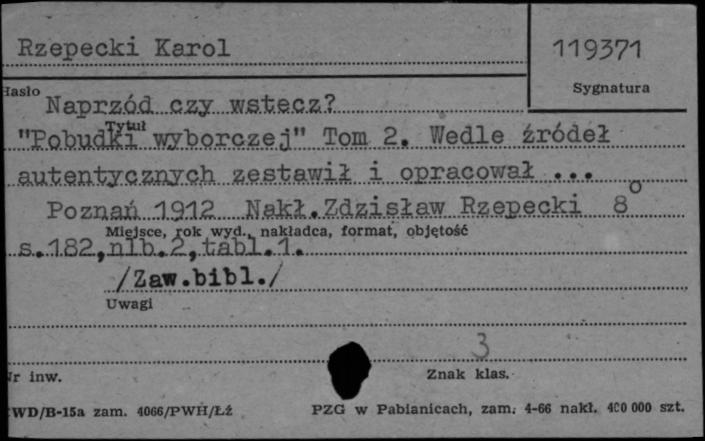 Rzepecki Karol
119371
Hasło
Sygnatura
Naprzód czy wstecz?
Tytuł
"Pobudki wyborczej" Tom 2. Wedle źródeł
autentycznych zestawił i opracował ...
Poznań 1912 Nakł.Zdzisław Rzepecki 8°
Miejsce, rok wyd., nakładca, format, objętość
s.182,nlb.2,tabl.1.
/Zaw.bibl./
Uwagi
3
Nr inw.
Znak klas.
WD/B-15a zam. 4066/PWH/Łź
PZG w Pabianicach, zam. 4-66 nakł. 400 000 szt.